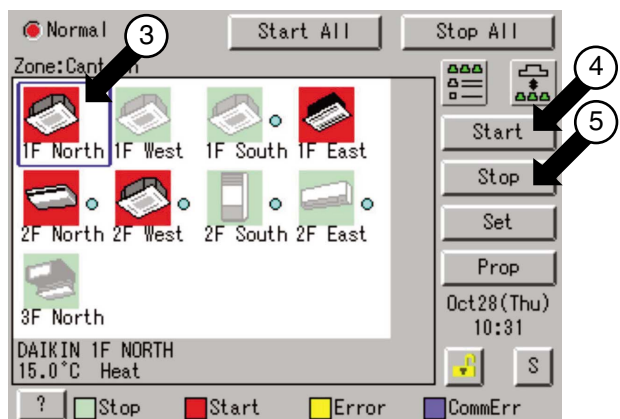 Normal
3
Start All
Stop All
Zone:Cant
n
4
1F North
1F West
1F South
1F East
Start
5
Stop
2F North
2F West
2F South
2F East
Set
Prop
3F North
Oct28(Thu)
10:31
DAIKIN 1F NORTH
15.0°C Heat
S
?
Stop
Start
Error
CommErr